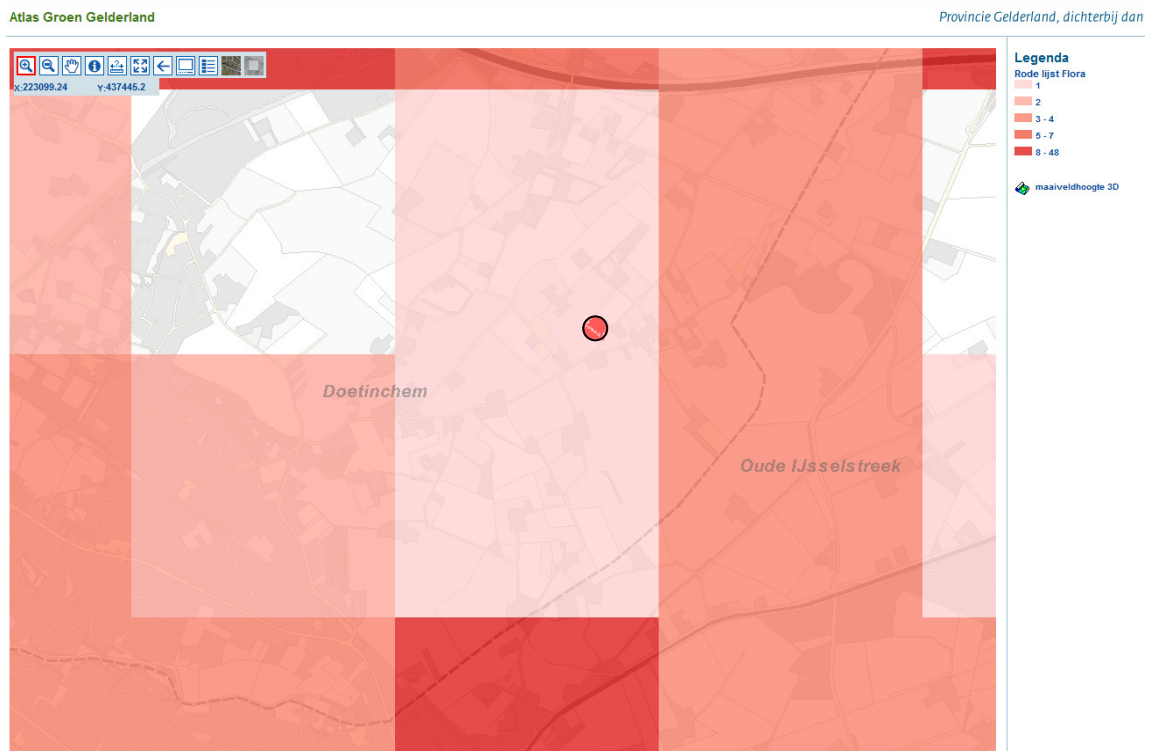 Atlas Groen Gelderland
Provincie Gelderland, dichterbij dan
X:223099.24 Y:437445.2
Legenda
Rode lijst Flora
1
2
3 - 4
5 - 7
8 - 48
maaiveldhoogte 3D
Doetinchem
Oude IJsselstreek